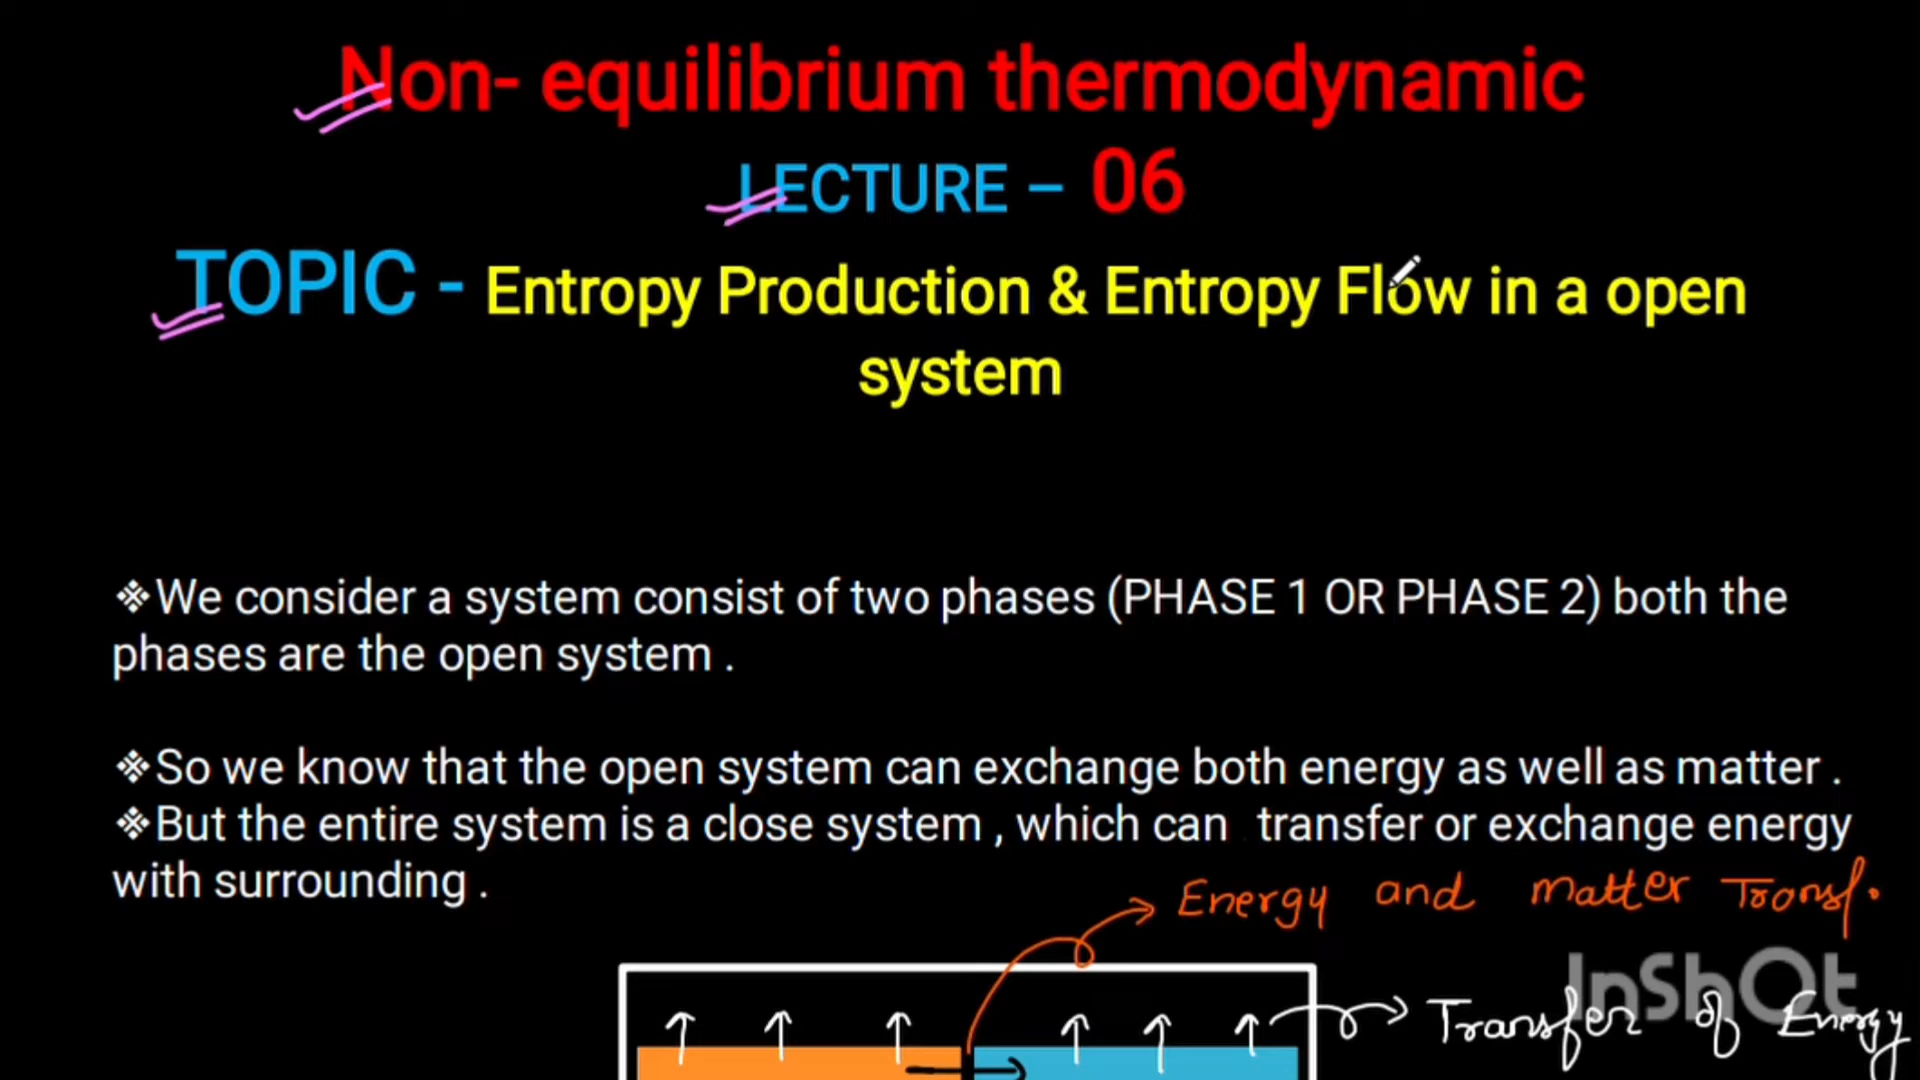 Non- equilibrium thermodynamic
LECTURE – 06
TOPIC - Entropy Production & Entropy Flow in a open
system
❖We consider a system consist of two phases (PHASE 1 OR PHASE 2) both the
phases are the open system .
❖So we know that the open system can exchange both energy as well as matter .
❖But the entire system is a close system , which can transfer or exchange energy
with surrounding .
Energy and matter Transf.
InShOt
Transfer of Energy